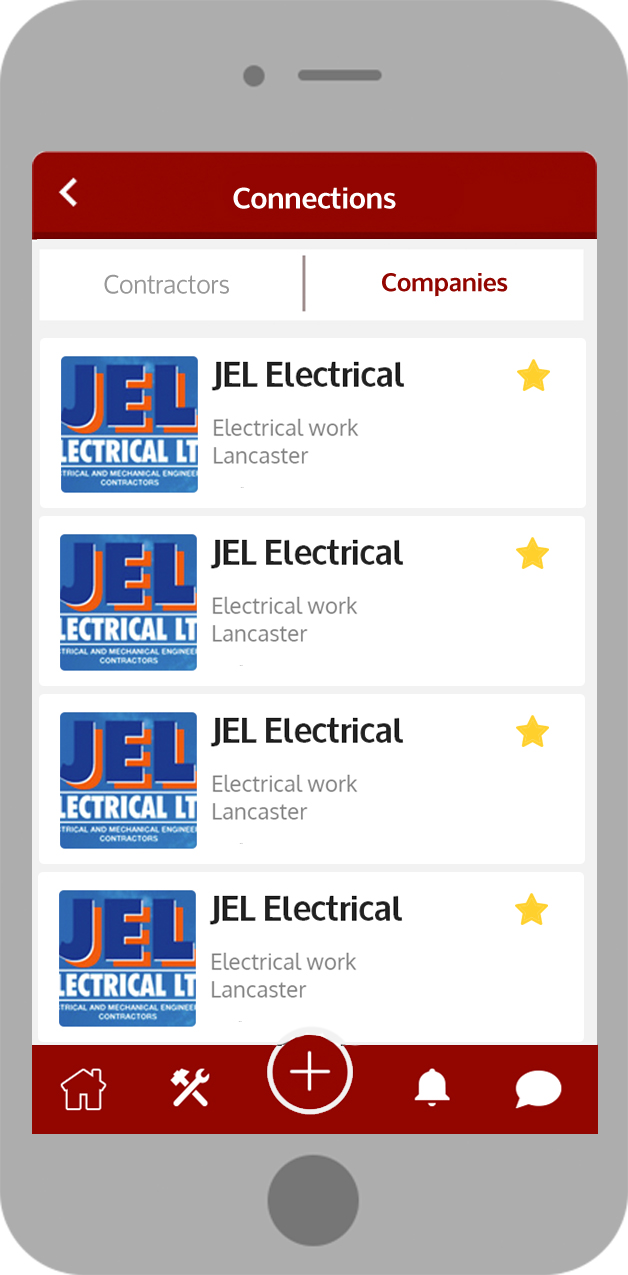 Connections
Contractors
Companies
JEL
LECTRICAL LT
TRICAL AND MECHANICAL ENGINEE
CONTRACTORS
JEL Electrical
Electrical work
Lancaster
JEL
LECTRICAL LT
TRICAL AND MECHANICAL ENGINEE
CONTRACTORS
JEL Electrical
Electrical work
Lancaster
JEL
LECTRICAL LT
TRICAL AND MECHANICAL ENGINEE
CONTRACTORS
JEL Electrical
Electrical work
Lancaster
JEL
LECTRICAL LT
TRICAL AND MECHANICAL ENGINEE
CONTRACTORS
JEL Electrical
Electrical work
Lancaster